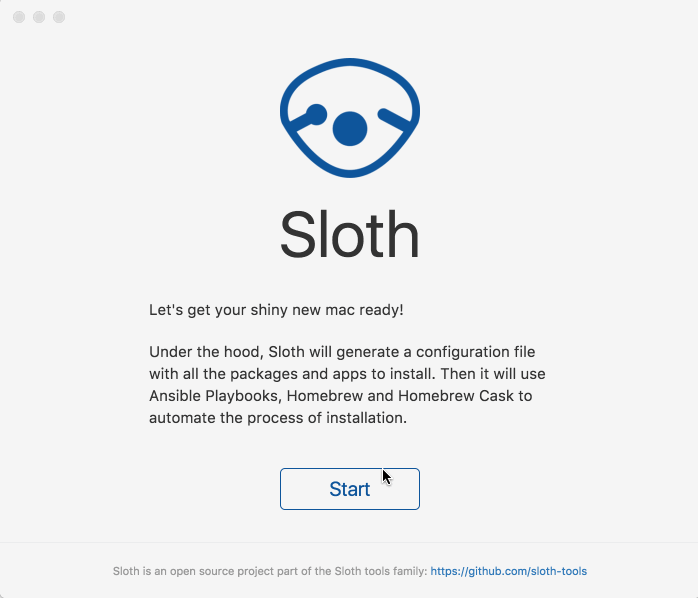 Sloth
Let's get your shiny new mac ready!
Under the hood, Sloth will generate a configuration file
with all the packages and apps to install. Then it will use
Ansible Playbooks, Homebrew and Homebrew Cask to
automate the process of installation.
Start
Sloth is an open source project part of the Sloth tools family: https://github.com/sloth-tools